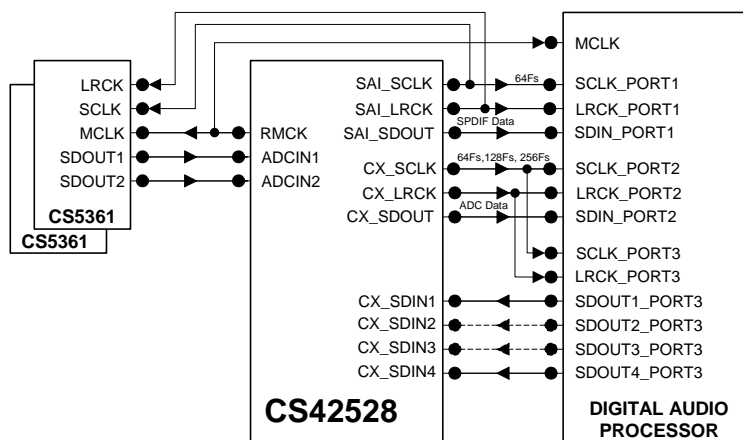 LRCK
SCLK
MCLK
SDOUT1
SDOUT2
CS5361
CS5361
RMCK
ADCIN1
ADCIN2
SAI_SCLK
SAI_LRCK
SAI_SDOUT
CX_SCLK
CX_LRCK
CX_SDOUT
CX_SDIN1
CX_SDIN2
CX_SDIN3
CX_SDIN4
CS42528
64Fs
SPDIF Data
64Fs,128Fs, 256Fs
ADC Data
MCLK
SCLK_PORT1
LRCK_PORT1
SDIN_PORT1
SCLK_PORT2
LRCK_PORT2
SDIN_PORT2
SCLK_PORT3
LRCK_PORT3
SDOUT1_PORT3
SDOUT2_PORT3
SDOUT3_PORT3
SDOUT4_PORT3
DIGITAL AUDIO
PROCESSOR